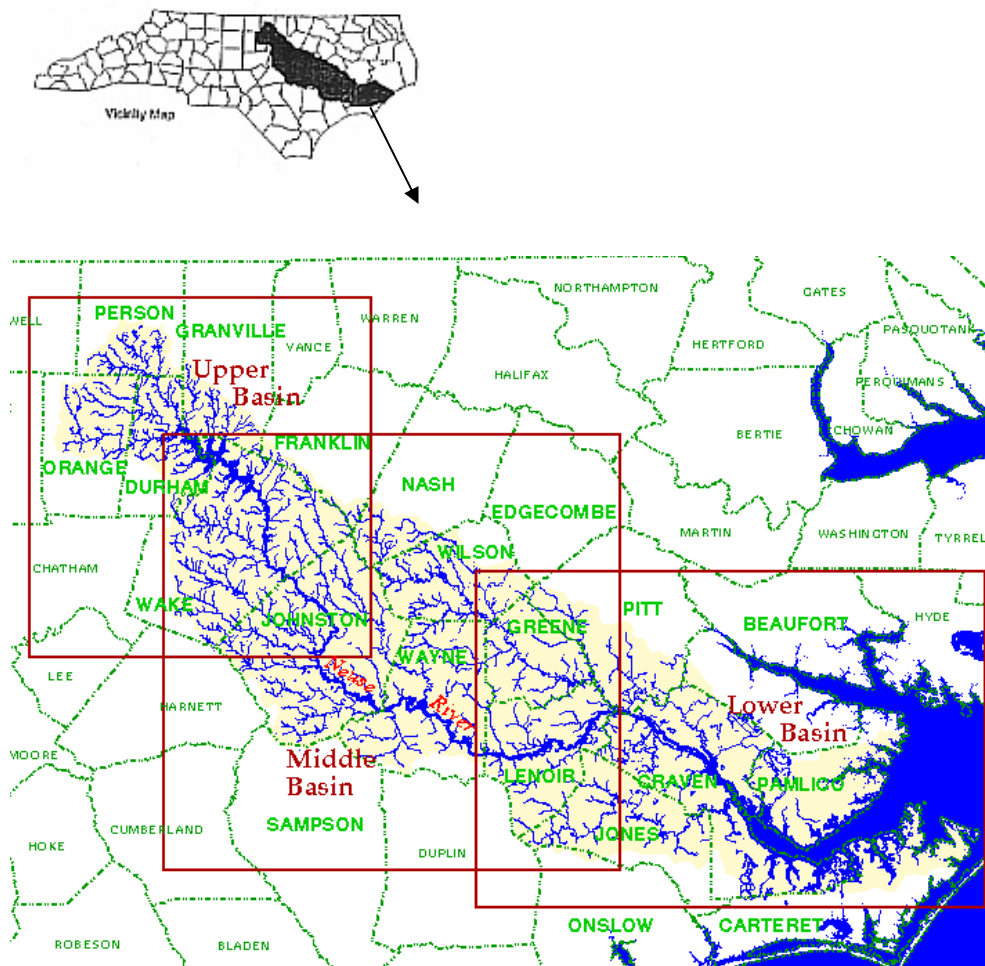 Vicinity Map
NORTHAMPTON
GATES
PERSON
WELL
GRANVILLE
WARREN
PASQUOTANK
VANCE
HERTFORD
Upper
Basin
HALIFAX
PERQUIMANS
BERTIE
CHOWAN
FRANKLIN
ORANGE
DURHAM
NASH
EDGECOMBE
MARTIN
WASHINGTON
TYRREL
WILSON
CHATHAM
WAKE
JOHNSTON
GREENE
PITT
BEAUFORT
HYDE
WAYNE
LEE
Neuse
River
HARNETT
Lower
Basin
MOORE
Middle
Basin
LENOIR
CRAVEN
PAMLICO
CUMBERLAND
SAMPSON
JONES
HOKE
DUPLIN
ONSLOW
CARTERET
ROBESON
BLADEN